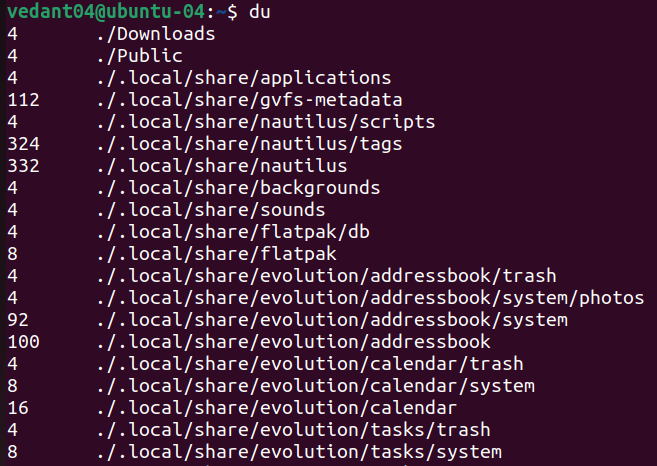 vedant04@ubuntu-04:~$ du
4 ./Downloads
4 ./Public
4 ./.local/share/applications
112 ./.local/share/gvfs-metadata
4 ./.local/share/nautilus/scripts
324 ./.local/share/nautilus/tags
332 ./.local/share/nautilus
4 ./.local/share/backgrounds
4 ./.local/share/sounds
4 ./.local/share/flatpak/db
8 ./.local/share/flatpak
4 ./.local/share/evolution/addressbook/trash
4 ./.local/share/evolution/addressbook/system/photos
92 ./.local/share/evolution/addressbook/system
100 ./.local/share/evolution/addressbook
4 ./.local/share/evolution/calendar/trash
8 ./.local/share/evolution/calendar/system
16 ./.local/share/evolution/calendar
4 ./.local/share/evolution/tasks/trash
8 ./.local/share/evolution/tasks/system